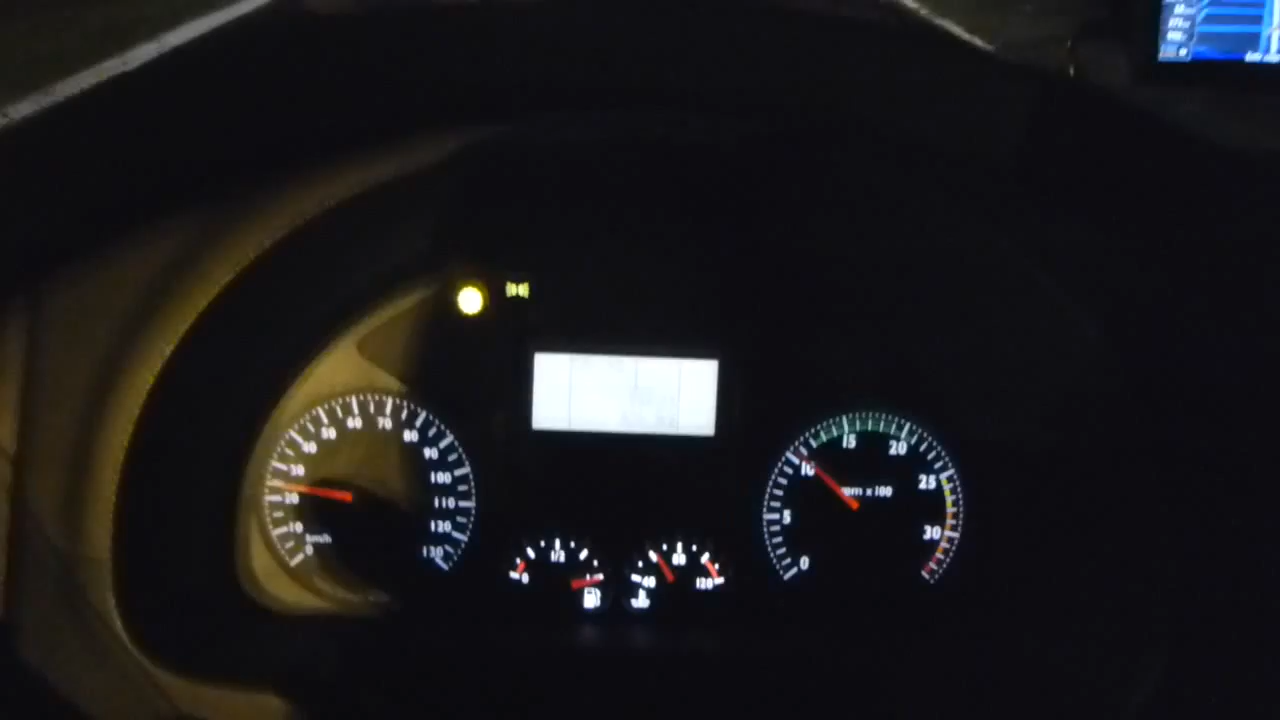 0 10 20 30 40 50 60 70 80 90 100 110 120 130
km/h
0 1/2 1
40 80 120
0 5 10 15 20 25 30
rpm x100